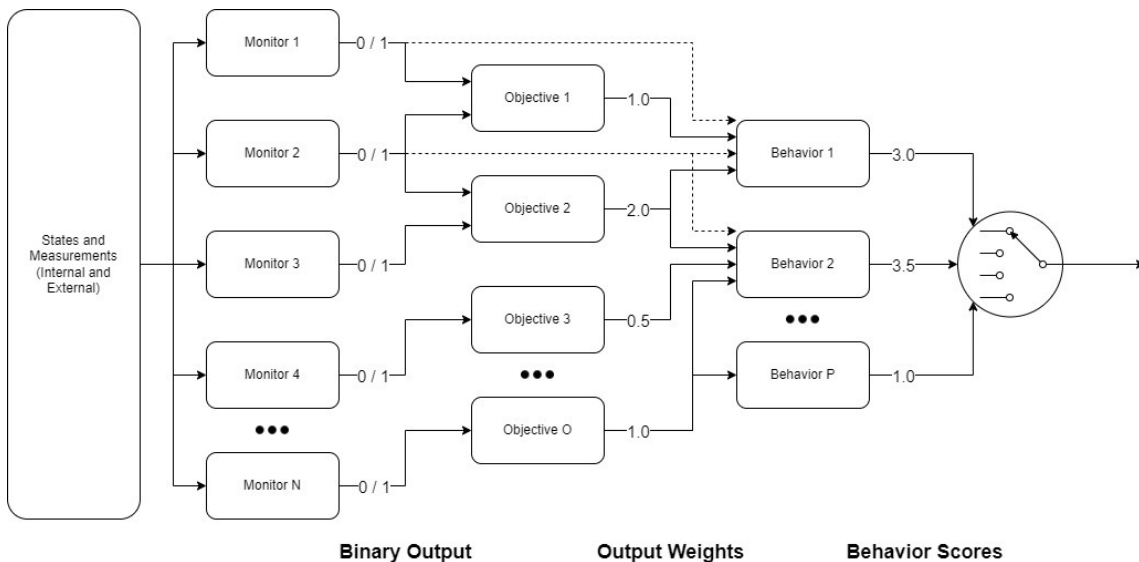 Monitor 1
0 / 1
Objective 1
1.0
Monitor 2
0 / 1
Behavior 1
3.0
Objective 2
2.0
States and
Measurements
(Internal and
External)
Monitor 3
0 / 1
Behavior 2
3.5
Objective 3
0.5
Monitor 4
0 / 1
Behavior P
1.0
Objective O
1.0
Monitor N
0 / 1
Binary Output
Output Weights
Behavior Scores